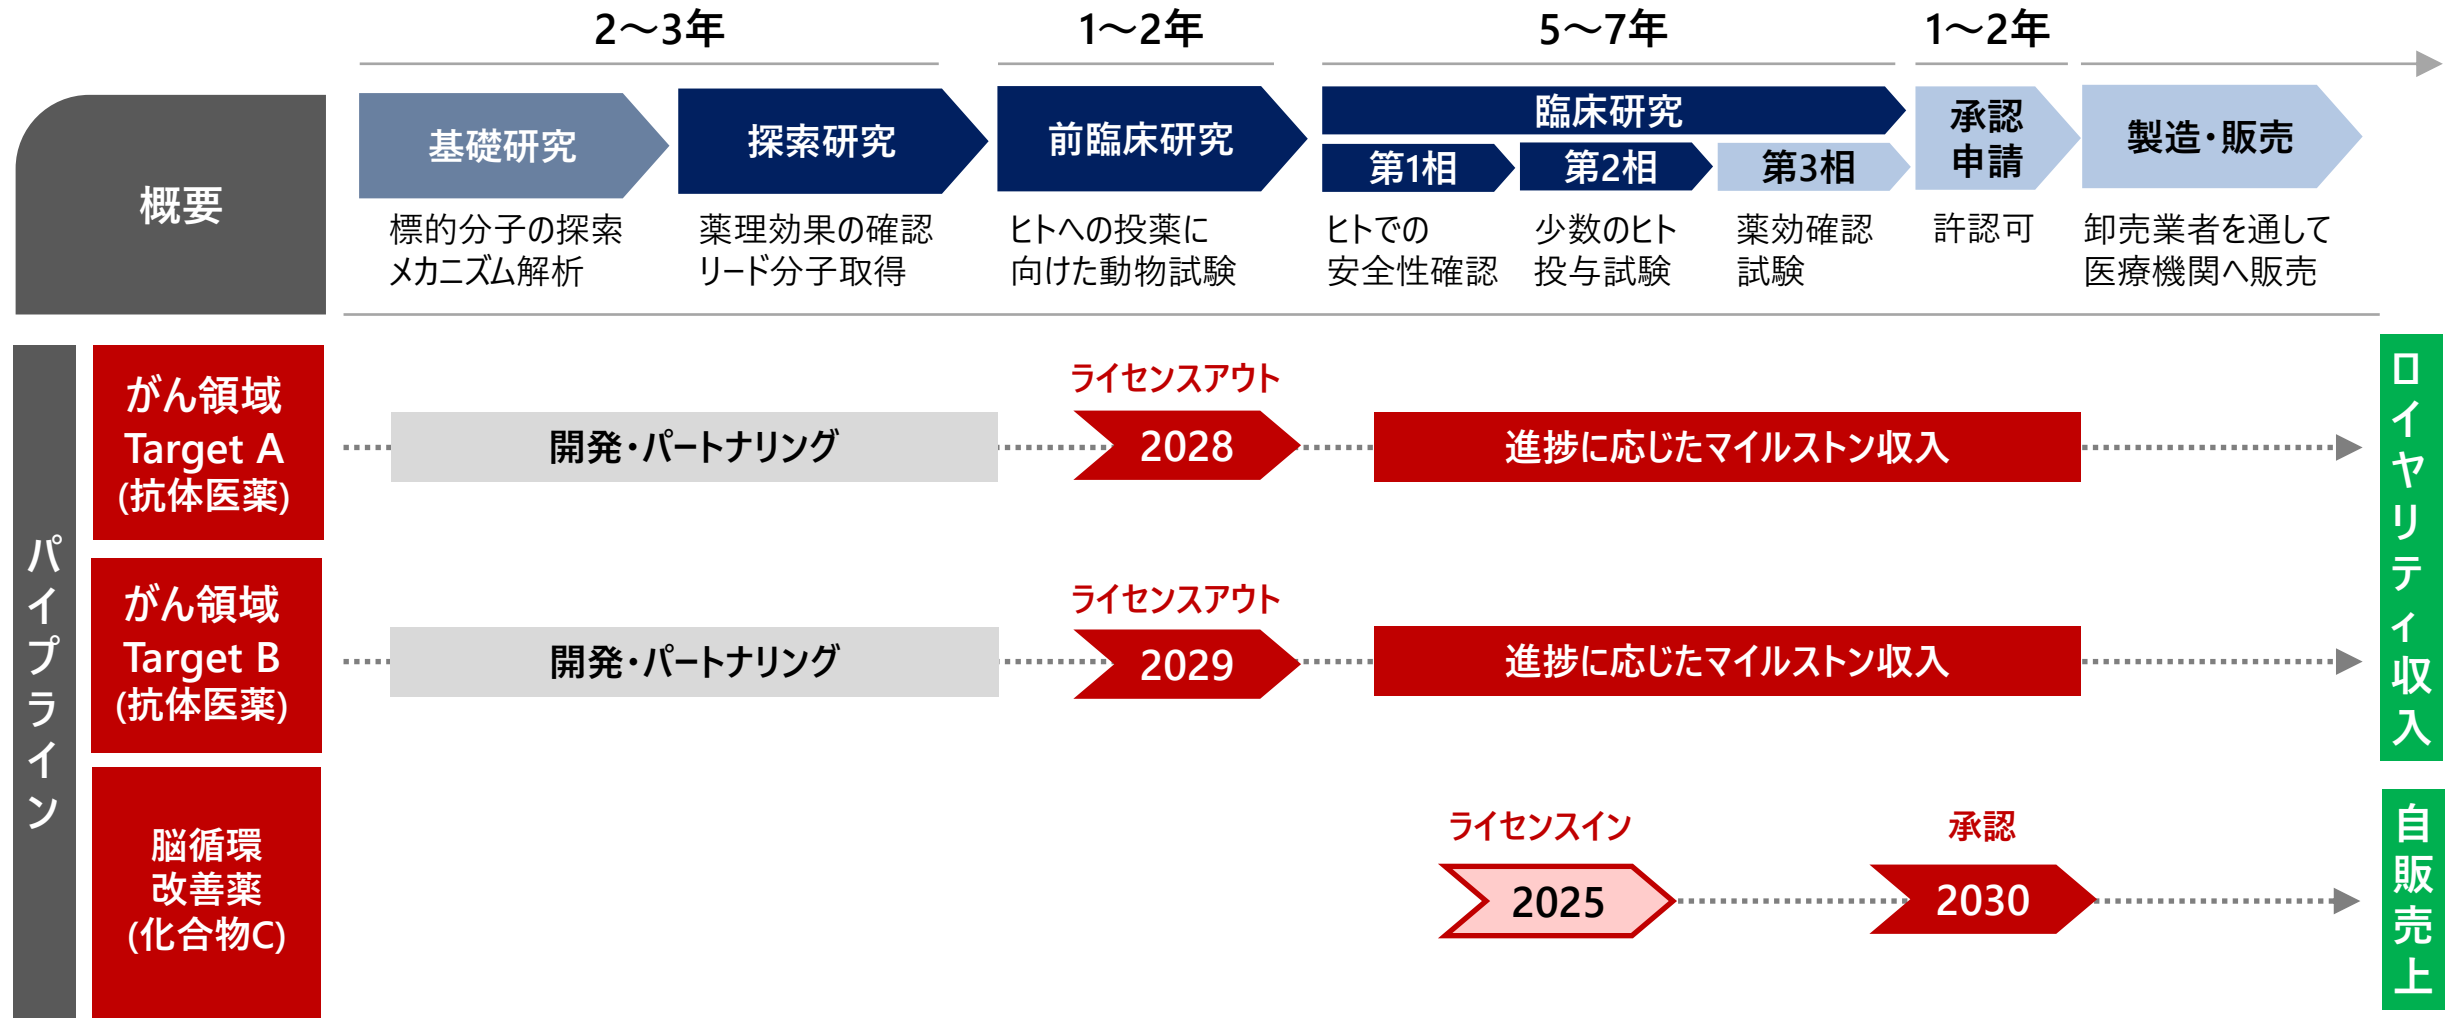 2～3年
1～2年
5～7年
1～2年
概要
基礎研究
探索研究
前臨床研究
臨床研究
第1相
第2相
第3相
承認
申請
製造・販売
標的分子の探索
メカニズム解析
薬理効果の確認
リード分子取得
ヒトへの投薬に
向けた動物試験
ヒトでの
安全性確認
少数のヒト
投与試験
薬効確認
試験
許認可
卸売業者を通して
医療機関へ販売
パイプライン
がん領域
Target A
(抗体医薬)
開発・パートナリング
ライセンスアウト
2028
進捗に応じたマイルストン収入
がん領域
Target B
(抗体医薬)
開発・パートナリング
ライセンスアウト
2029
進捗に応じたマイルストン収入
ロイヤリティ収入
脳循環
改善薬
(化合物C)
ライセンスイン
2025
承認
2030
自販売上